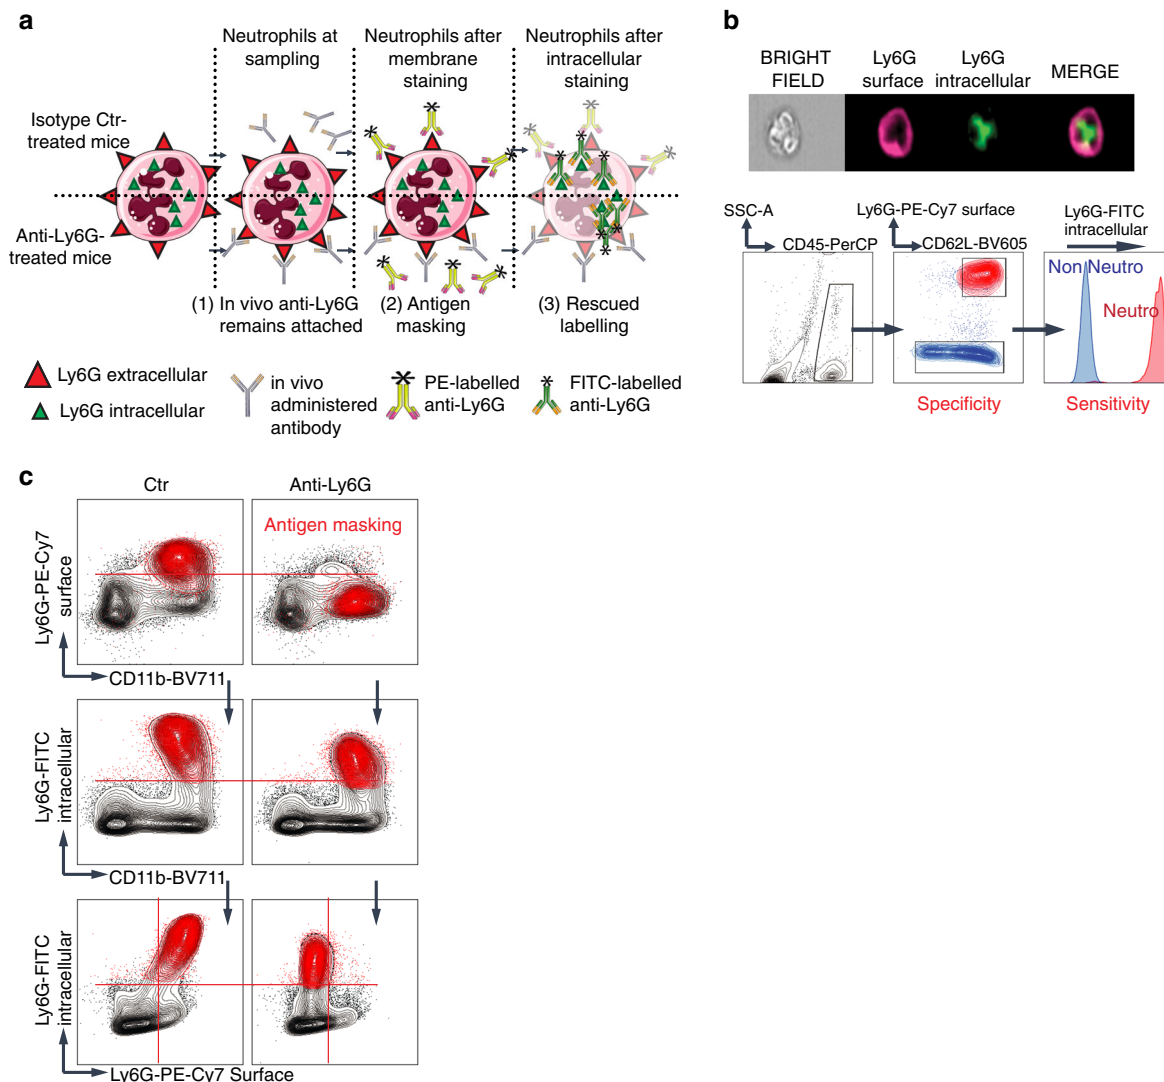 a
Neutrophils at
sampling
Neutrophils after
membrane
staining
Neutrophils after
intracellular
staining
Isotype Ctr-
treated mice
Anti-Ly6G-
treated mice
(1) In vivo anti-Ly6G
remains attached
(2) Antigen
masking
(3) Rescued
labelling
Ly6G extracellular
Ly6G intracellular
in vivo
administered
antibody
PE-labelled
anti-Ly6G
FITC-labelled
anti-Ly6G
b
BRIGHT
FIELD
Ly6G
surface
Ly6G
intracellular
MERGE
SSC-A
CD45-PerCP
Ly6G-PE-Cy7 surface
CD62L-BV605
Ly6G-FITC
intracellular
Non Neutro
Neutro
Specificity
Sensitivity
c
Ctr
Anti-Ly6G
Antigen masking
Ly6G-PE-Cy7
surface
CD11b-BV711
Ly6G-FITC
intracellular
CD11b-BV711
Ly6G-FITC
intracellular
Ly6G-PE-Cy7 Surface